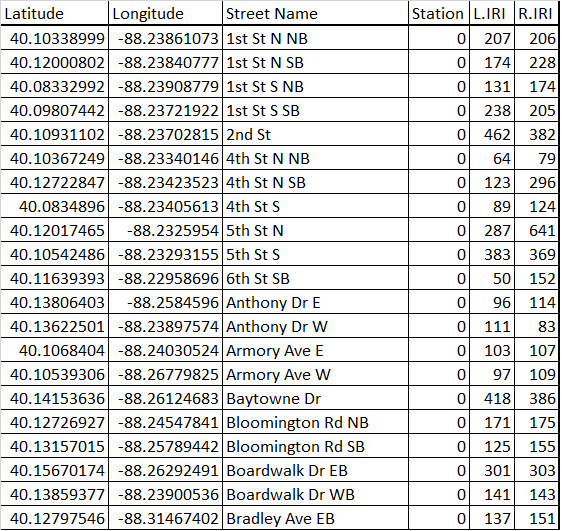 Latitude Longitude Street Name Station L.IRI R.IRI
40.10338999 -88.23861073 1st St N NB 0 207 206
40.12000802 -88.23840777 1st St N SB 0 174 228
40.08332992 -88.23908779 1st St S NB 0 131 174
40.09807442 -88.23721922 1st St S SB 0 238 205
40.10931102 -88.23702815 2nd St 0 462 382
40.10367249 -88.23340146 4th St N NB 0 64 79
40.12722847 -88.23423523 4th St N SB 0 123 296
40.0834896 -88.23405613 4th St S 0 89 124
40.12017465 -88.2325954 5th St N 0 287 641
40.10542486 -88.23293155 5th St S 0 383 369
40.11639393 -88.22958696 6th St SB 0 50 152
40.13806403 -88.2584596 Anthony Dr E 0 96 114
40.13622501 -88.23897574 Anthony Dr W 0 111 83
40.1068404 -88.24030524 Armory Ave E 0 103 107
40.10539306 -88.26779825 Armory Ave W 0 97 109
40.14153636 -88.26124683 Baytowne Dr 0 418 386
40.12726927 -88.24547841 Bloomington Rd NB 0 171 175
40.13157015 -88.25789442 Bloomington Rd SB 0 125 155
40.15670174 -88.26292491 Boardwalk Dr EB 0 301 303
40.13859377 -88.23900536 Boardwalk Dr WB 0 141 143
40.12797546 -88.31467402 Bradley Ave EB 0 137 151